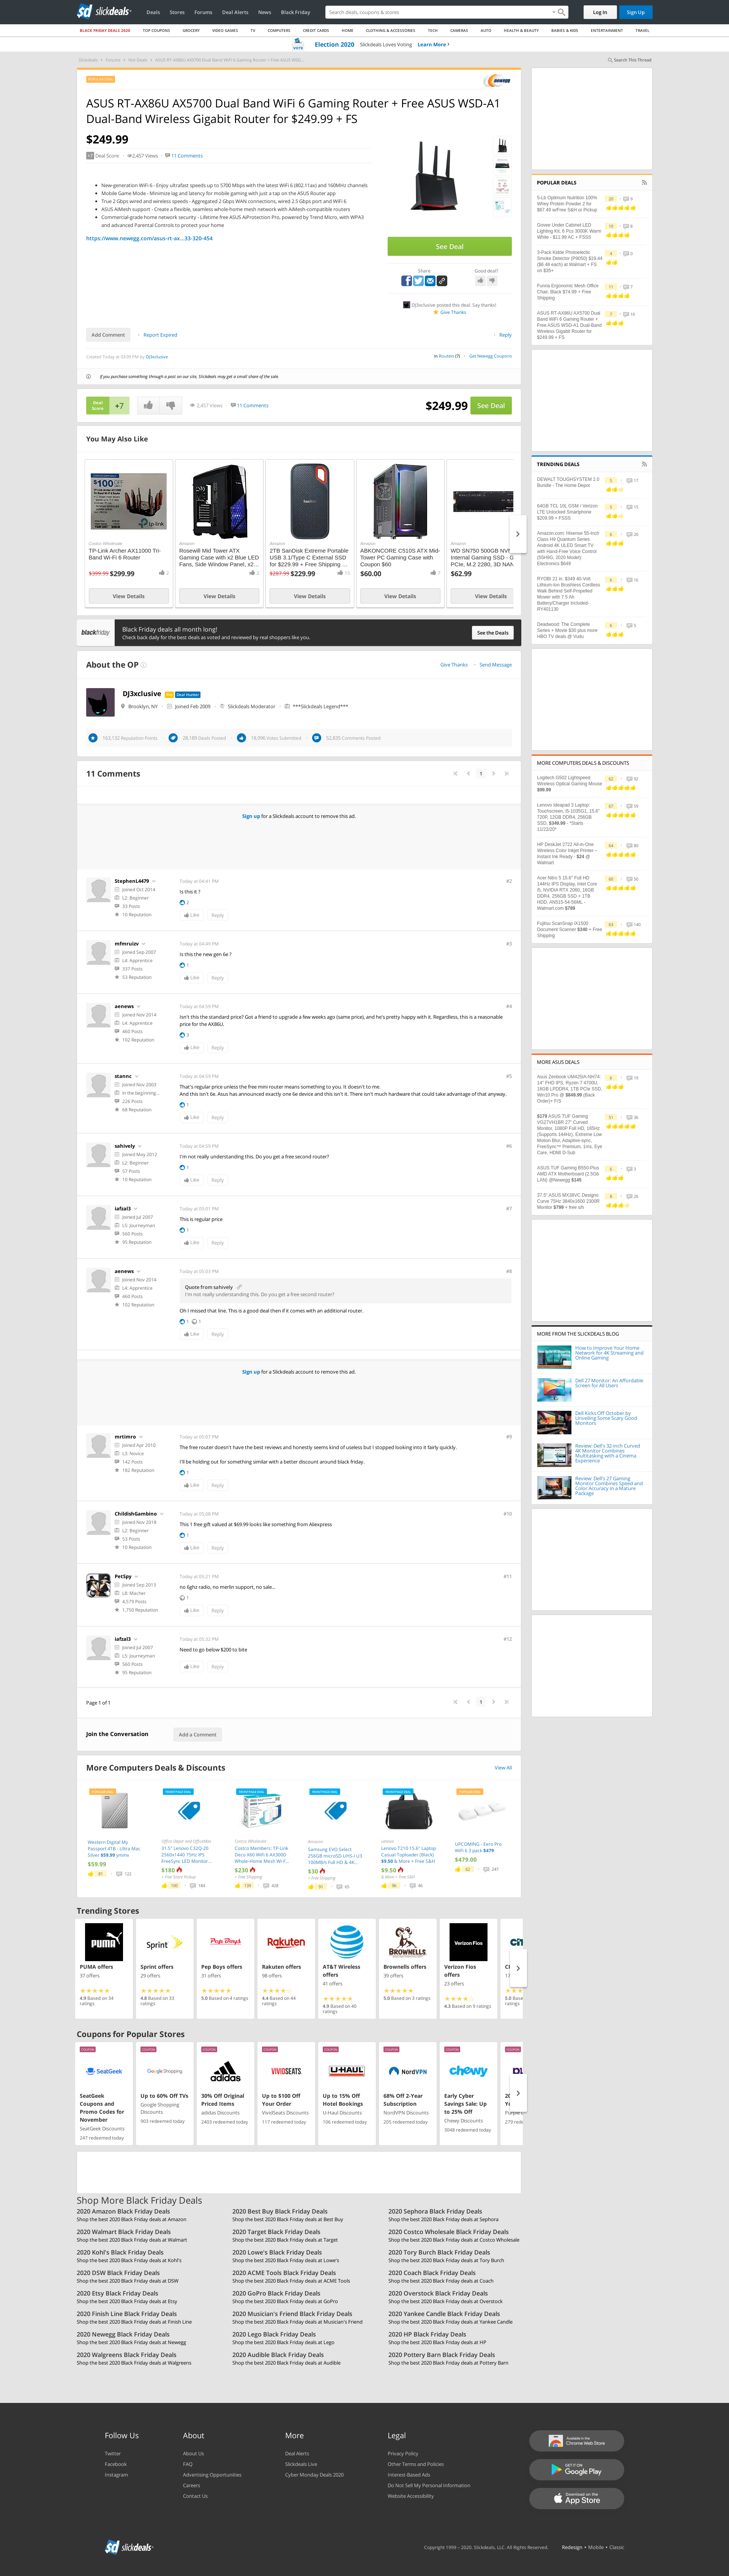 sd slickdeals
Deals Stores Forums Deal Alerts News Black Friday
Search deals, coupons & stores
Log In
Sign Up
BLACK FRIDAY DEALS 2020 TOP COUPONS GROCERY VIDEO GAMES TV COMPUTERS CREDIT CARDS HOME CLOTHING & ACCESSORIES TECH CAMERAS AUTO HEALTH & BEAUTY BABIES & KIDS ENTERTAINMENT TRAVEL
VOTE Election 2020 Slickdeals Loves Voting Learn More ›
Search This Thread
newegg
ASUS RT-AX86U AX5700 Dual Band WiFi 6 Gaming Router + Free ASUS WSD-A1
Dual-Band Wireless Gigabit Router for $249.99 + FS
$249.99
+7 Deal Score 2,457 Views 11 Comments
• New-generation WiFi 6 - Enjoy ultrafast speeds up to 5700 Mbps with the latest WiFi 6 (802.11ax) and 160MHz channels
• Mobile Game Mode - Minimize lag and latency for mobile gaming with just a tap on the ASUS Router app
• True 2 Gbps wired and wireless speeds - Aggregated 2 Gbps WAN connections, wired 2.5 Gbps port and WiFi 6
• ASUS AiMesh support - Create a flexible, seamless whole-home mesh network with AiMesh-compatible routers
• Commercial-grade home network security - Lifetime free ASUS AiProtection Pro, powered by Trend Micro, with WPA3
and advanced Parental Controls to protect your home
https://www.newegg.com/asus-rt-ax...33-320-454
See Deal
Share
Good deal?
DJ3xclusive posted this deal. Say thanks!
Give Thanks
Add Comment Report Expired Reply
Created Today at 03:39 PM by DJ3xclusive
in Routers (7) Get Newegg Coupons
If you purchase something through a post on our site, Slickdeals may get a small share of the sale.
Deal Score +7 2,457 Views 11 Comments $249.99 See Deal
You May Also Like
Costco Wholesale
TP-Link Archer AX11000 Tri-
Band Wi-Fi 6 Router
$399.99 $299.99 2
View Details
Amazon
Rosewill Mid Tower ATX
Gaming Case with x2 Blue LED
Fans, Side Window Panel, x2...
2
View Details
Amazon
2TB SanDisk Extreme Portable
USB 3.1/Type C External SSD
for $229.99 + Free Shipping ...
$287.99 $229.99 15
View Details
Amazon
ABKONCORE C510S ATX Mid-
Tower PC Gaming Case with
Coupon $60
$60.00 7
View Details
Amazon
WD SN750 500GB NVM
Internal Gaming SSD - G
PCIe, M.2 2280, 3D NAN
$62.99
View Details
blackfriday
Black Friday deals all month long!
Check back daily for the best deals as voted and reviewed by real shoppers like you.
See the Deals
About the OP
Give Thanks Send Message
DJ3xclusive Pro Deal Hunter
Brooklyn, NY Joined Feb 2009 Slickdeals Moderator ***Slickdeals Legend***
163,132 Reputation Points 28,189 Deals Posted 18,996 Votes Submitted 52,835 Comments Posted
11 Comments
1
Sign up for a Slickdeals account to remove this ad.
StephenL4479
Joined Oct 2014
L2: Beginner
33 Posts
10 Reputation
Today at 04:41 PM #2
Is this it ?
2
Like Reply
mfmruizv
Joined Sep 2007
L4: Apprentice
337 Posts
53 Reputation
Today at 04:49 PM #3
Is this the new gen 6e ?
1
Like Reply
aenews
Joined Nov 2014
L4: Apprentice
460 Posts
102 Reputation
Today at 04:59 PM #4
Isn't this the standard price? Got a friend to upgrade a few weeks ago (same price), and he's pretty happy with it. Regardless, this is a reasonable
price for the AX86U.
3
Like Reply
stannc
Joined Nov 2003
In the beginning...
226 Posts
68 Reputation
Today at 04:59 PM #5
That's regular price unless the free mini router means something to you. It doesn't to me.
And this isn't 6e. Asus has announced exactly one 6e device and this isn't it. There isn't much hardware that could take advantage of 6e anyway.
1
Like Reply
sahively
Joined May 2012
L2: Beginner
57 Posts
10 Reputation
Today at 04:59 PM #6
I'm not really understanding this. Do you get a free second router?
1
Like Reply
iafzal3
Joined Jul 2007
L5: Journeyman
560 Posts
95 Reputation
Today at 05:01 PM #7
This is regular price
1
Like Reply
aenews
Joined Nov 2014
L4: Apprentice
460 Posts
102 Reputation
Today at 05:03 PM #8
Quote from sahively
I'm not really understanding this. Do you get a free second router?
Oh I missed that line. This is a good deal then if it comes with an additional router.
1 1
Like Reply
Sign up for a Slickdeals account to remove this ad.
mrtimro
Joined Apr 2010
L3: Novice
142 Posts
182 Reputation
Today at 05:07 PM #9
The free router doesn't have the best reviews and honestly seems kind of useless but I stopped looking into it fairly quickly.
I'll be holding out for something similar with a better discount around black friday.
1
Like Reply
ChildishGambino
Joined Nov 2018
L2: Beginner
53 Posts
10 Reputation
Today at 05:08 PM #10
This 1 free gift valued at $69.99 looks like something from Aliexpress
1
Like Reply
PetSpy
Joined Sep 2013
L8: Macher
4,579 Posts
1,750 Reputation
Today at 05:21 PM #11
no 6ghz radio, no merlin support, no sale...
1
Like Reply
iafzal3
Joined Jul 2007
L5: Journeyman
560 Posts
95 Reputation
Today at 05:32 PM #12
Need to go below $200 to bite
Like Reply
Page 1 of 1 1
Join the Conversation Add a Comment
POPULAR DEALS
5-Lb Optimum Nutrition 100%
Whey Protein Powder 2 for
$67.49 w/Free S&H or Pickup
Govee Under Cabinet LED
Lighting Kit, 6 Pcs 3000K Warm
White - $11.99 AC + FSSS
3-Pack Kidde Photoelectic
Smoke Detector (P9050) $19.44
($6.48 each) at Walmart + FS
on $35+
Furinia Ergonomic Mesh Office
Chair, Black $74.99 + Free
Shipping
ASUS RT-AX86U AX5700 Dual
Band WiFi 6 Gaming Router +
Free ASUS WSD-A1 Dual-Band
Wireless Gigabit Router for
$249.99 + FS
TRENDING DEALS
DEWALT TOUGHSYSTEM 2.0
Bundle - The Home Depot
64GB TCL 10L GSM / Verizon
LTE Unlocked Smartphone
$209.99 + FSSS
Amazon.com: Hisense 55-Inch
Class H9 Quantum Series
Android 4K ULED Smart TV
with Hand-Free Voice Control
(55H9G, 2020 Model):
Electronics $649
RYOBI 21 in. $349 40-Volt
Lithium-Ion Brushless Cordless
Walk Behind Self-Propelled
Mower with 7.5 Ah
Battery/Charger Included-
RY401130
Deadwood: The Complete
Series + Movie $30 plus more
HBO TV deals @ Vudu
MORE COMPUTERS DEALS & DISCOUNTS
Logitech G502 Lightspeed
Wireless Optical Gaming Mouse
$99.99
Lenovo Ideapad 3 Laptop:
Touchscreen, i5-1035G1, 15.6"
720P, 12GB DDR4, 256GB
SSD, $349.99 - *Starts
11/22/20*
HP DeskJet 2722 All-in-One
Wireless Color Inkjet Printer –
Instant Ink Ready - $24 @
Walmart
Acer Nitro 5 15.6" Full HD
144Hz IPS Display, Intel Core
i5, NVIDIA RTX 2060, 16GB
DDR4, 256GB SSD + 1TB
HDD, AN515-54-56ML -
Walmart.com $799
Fujitsu ScanSnap IX1500
Document Scanner $340 + Free
Shipping
MORE ASUS DEALS
Asus Zenbook UM425IA-NH74:
14" FHD IPS, Ryzen 7 4700U,
16GB LPDDR4, 1TB PCIe SSD,
Win10 Pro @ $849.99 (Back
Order)+ F/S
$179 ASUS TUF Gaming
VG27VH1BR 27" Curved
Monitor, 1080P Full HD, 165Hz
(Supports 144Hz), Extreme Low
Motion Blur, Adaptive-sync,
FreeSync™ Premium, 1ms, Eye
Care, HDMI D-Sub
ASUS TUF Gaming B550-Plus
AMD ATX Motherboard (2.5Gb
LAN) @Newegg $145
37.5" ASUS MX38VC Designo
Curve 75Hz 3840x1600 2300R
Monitor $799 + free s/h
MORE FROM THE SLICKDEALS BLOG
How to Improve Your Home
Network for 4K Streaming and
Online Gaming
Dell 27 Monitor: An Affordable
Screen for All Users
Dell Kicks Off October by
Unveiling Some Scary Good
Monitors
Review: Dell's 32-inch Curved
4K Monitor Combines
Multitasking with a Cinema
Experience
Review: Dell's 27 Gaming
Monitor Combines Speed and
Color Accuracy in a Mature
Package
More Computers Deals & Discounts View All
Western Digital My
Passport 4TB - Ultra Mac
Silver $59.99 ymmv
$59.99
Office Depot and OfficeMax
31.5" Lenovo C32Q-20
2560x1440 75Hz IPS
FreeSync LED Monitor...
$180
+ Free Store Pickup
Costco Wholesale
Costco Members: TP-Link
Deco X60 WiFi 6 AX3000
Whole-Home Mesh Wi-F...
$230
+ Free Shipping
Amazon
Samsung EVO Select
256GB microSD UHS-I U3
100MB/s Full HD & 4K...
$30
+ Free Shipping
Lenovo
Lenovo T210 15.6" Laptop
Casual Toploader (Black)
$9.50 & More + Free S&H
$9.50
& More + Free S&H
UPCOMING - Eero Pro
WiFi 6 3 pack $479
$479.00
Trending Stores
PUMA offers
37 offers
4.9 Based on 34
ratings
Sprint offers
29 offers
4.8 Based on 33
ratings
Pep Boys offers
31 offers
5.0 Based on 4 ratings
Rakuten offers
98 offers
4.4 Based on 44
ratings
AT&T Wireless
offers
41 offers
4.9 Based on 40
ratings
Brownells offers
39 offers
5.0 Based on 3 ratings
Verizon Fios
offers
23 offers
4.3 Based on 9 ratings
Coupons for Popular Stores
SeatGeek
Coupons and
Promo Codes for
November
SeatGeek Discounts
247 redeemed today
Up to 60% Off TVs
Google Shopping
Discounts
903 redeemed today
30% Off Original
Priced Items
adidas Discounts
2403 redeemed today
Up to $100 Off
Your Order
VividSeats Discounts
117 redeemed today
Up to 15% Off
Hotel Bookings
U-Haul Discounts
106 redeemed today
68% Off 2-Year
Subscription
NordVPN Discounts
205 redeemed today
Early Cyber
Savings Sale: Up
to 25% Off
Chewy Discounts
3048 redeemed today
Shop More Black Friday Deals
2020 Amazon Black Friday Deals
Shop the best 2020 Black Friday deals at Amazon
2020 Best Buy Black Friday Deals
Shop the best 2020 Black Friday deals at Best Buy
2020 Sephora Black Friday Deals
Shop the best 2020 Black Friday deals at Sephora
2020 Walmart Black Friday Deals
Shop the best 2020 Black Friday deals at Walmart
2020 Target Black Friday Deals
Shop the best 2020 Black Friday deals at Target
2020 Costco Wholesale Black Friday Deals
Shop the best 2020 Black Friday deals at Costco Wholesale
2020 Kohl's Black Friday Deals
Shop the best 2020 Black Friday deals at Kohl's
2020 Lowe's Black Friday Deals
Shop the best 2020 Black Friday deals at Lowe's
2020 Tory Burch Black Friday Deals
Shop the best 2020 Black Friday deals at Tory Burch
2020 DSW Black Friday Deals
Shop the best 2020 Black Friday deals at DSW
2020 ACME Tools Black Friday Deals
Shop the best 2020 Black Friday deals at ACME Tools
2020 Coach Black Friday Deals
Shop the best 2020 Black Friday deals at Coach
2020 Etsy Black Friday Deals
Shop the best 2020 Black Friday deals at Etsy
2020 GoPro Black Friday Deals
Shop the best 2020 Black Friday deals at GoPro
2020 Overstock Black Friday Deals
Shop the best 2020 Black Friday deals at Overstock
2020 Finish Line Black Friday Deals
Shop the best 2020 Black Friday deals at Finish Line
2020 Musician's Friend Black Friday Deals
Shop the best 2020 Black Friday deals at Musician's Friend
2020 Yankee Candle Black Friday Deals
Shop the best 2020 Black Friday deals at Yankee Candle
2020 Newegg Black Friday Deals
Shop the best 2020 Black Friday deals at Newegg
2020 Lego Black Friday Deals
Shop the best 2020 Black Friday deals at Lego
2020 HP Black Friday Deals
Shop the best 2020 Black Friday deals at HP
2020 Walgreens Black Friday Deals
Shop the best 2020 Black Friday deals at Walgreens
2020 Audible Black Friday Deals
Shop the best 2020 Black Friday deals at Audible
2020 Pottery Barn Black Friday Deals
Shop the best 2020 Black Friday deals at Pottery Barn
Follow Us
Twitter
Facebook
Instagram
About
About Us
FAQ
Advertising Opportunities
Careers
Contact Us
More
Deal Alerts
Slickdeals Live
Cyber Monday Deals 2020
Legal
Privacy Policy
Other Terms and Policies
Interest-Based Ads
Do Not Sell My Personal Information
Website Accessibility
Available in the
Chrome Web Store
GET IT ON
Google Play
Download on the
App Store
sd slickdeals
Copyright 1999 - 2020. Slickdeals, LLC. All Rights Reserved. Redesign • Mobile • Classic